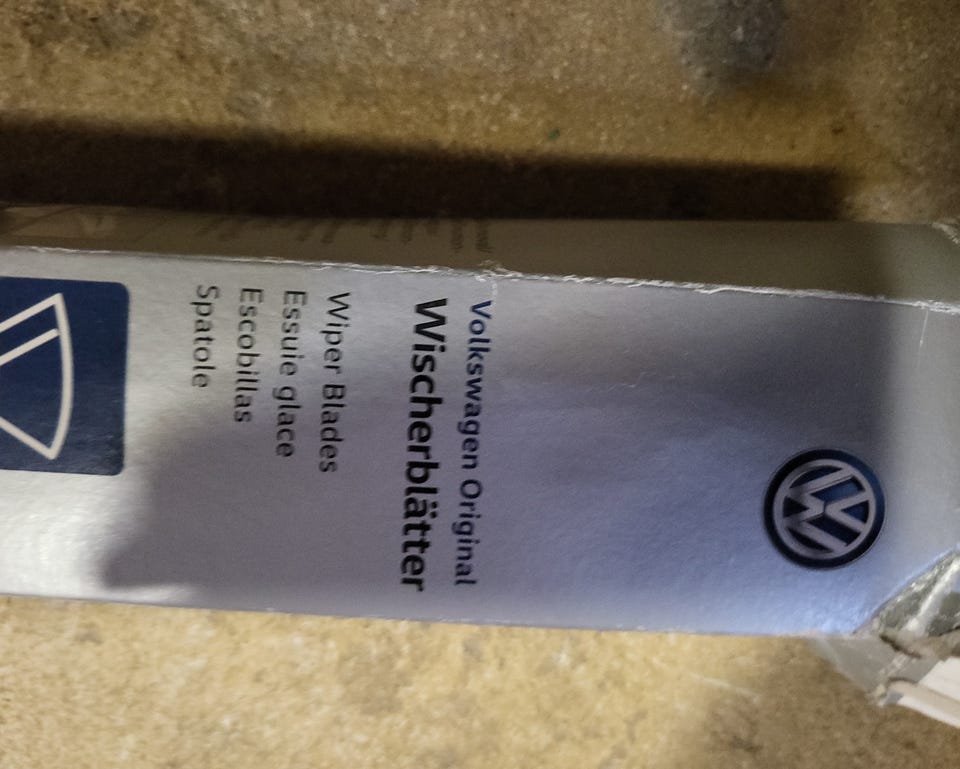 Volkswagen Original
Wischerblätter
Wiper Blades
Essuie glace
Escobillas
Spatole